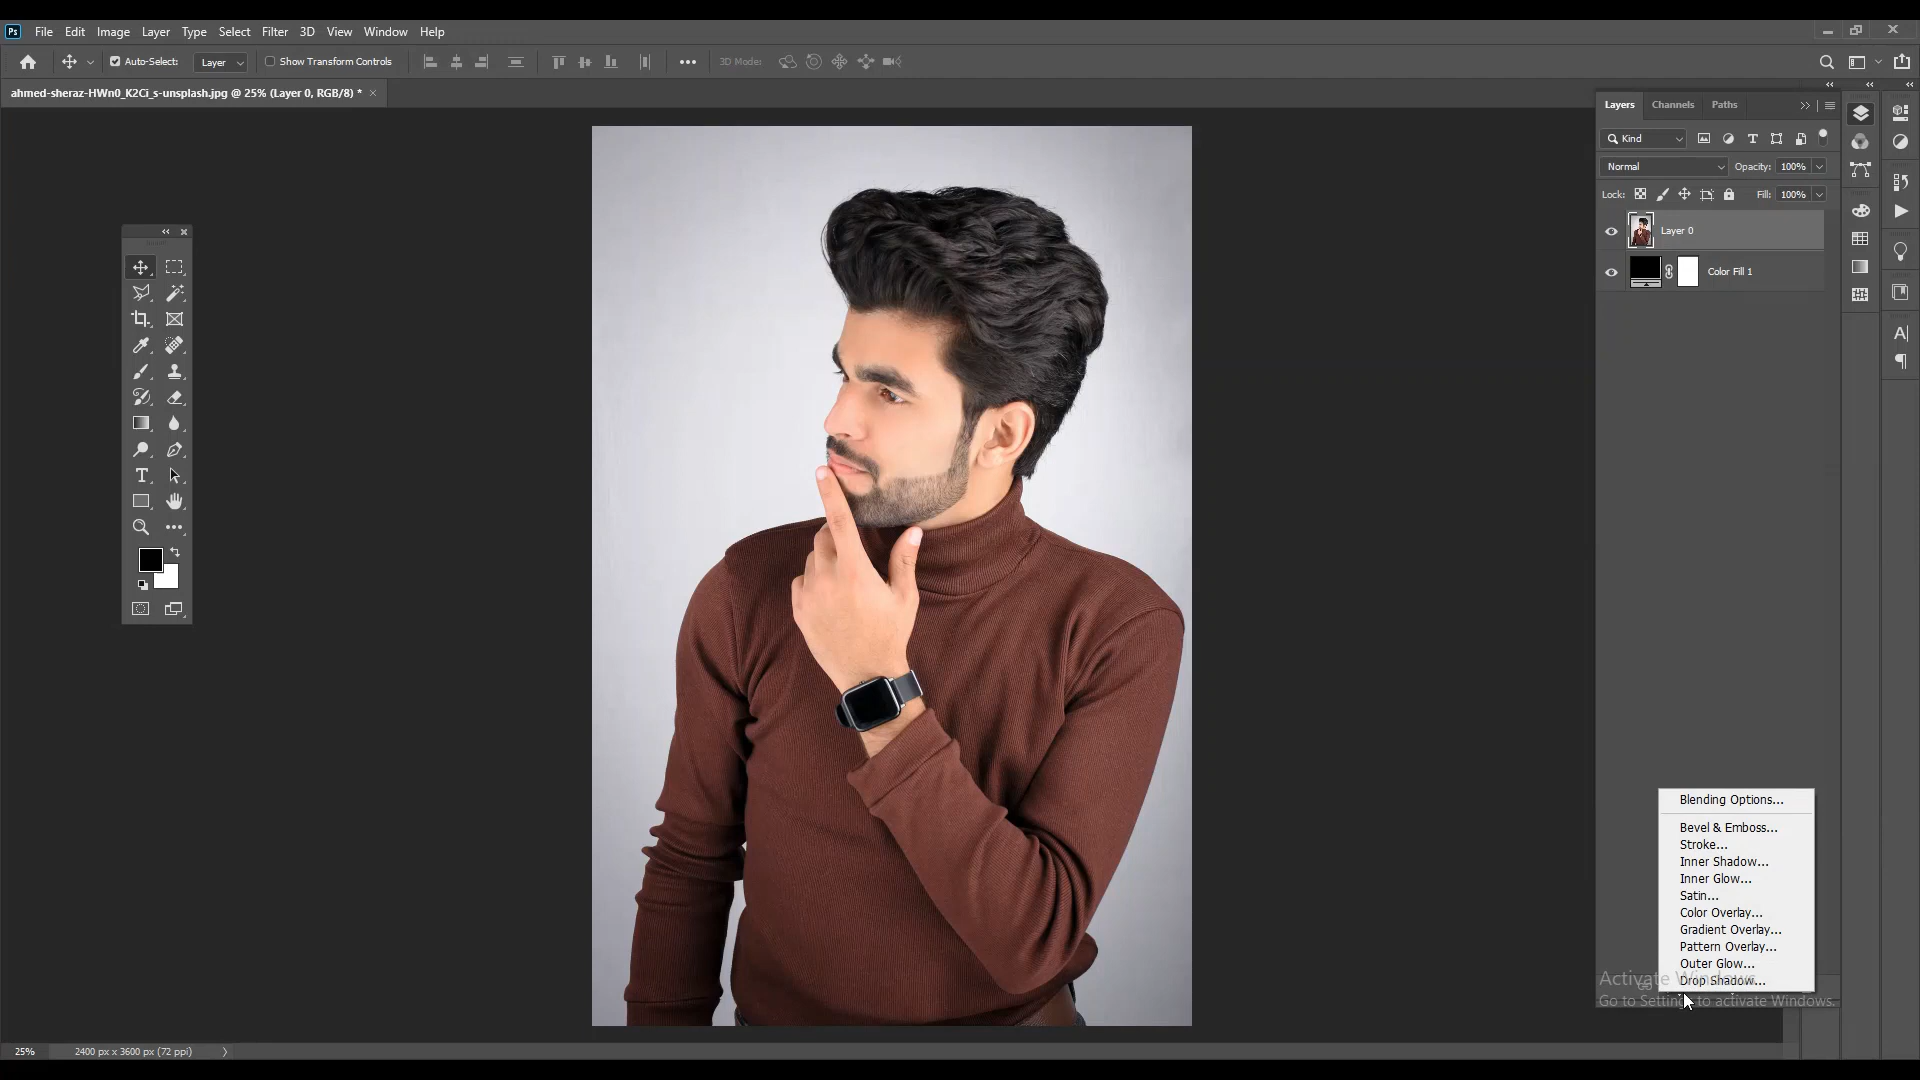 Ps File Edit Image Layer Type Select Filter 3D View Window Help
Auto-Select: Layer Show Transform Controls 3D Mode:
ahmed-sheraz-HWn0_K2Ci_s-unsplash.jpg @ 25% (Layer 0, RGB/8) *
Layers Channels Paths
Kind
Normal Opacity: 100%
Lock: Fill: 100%
Layer 0
Color Fill 1
Blending Options...
Bevel & Emboss...
Stroke...
Inner Shadow...
Inner Glow...
Satin...
Color Overlay...
Gradient Overlay...
Pattern Overlay...
Outer Glow...
Drop Shadow...
Activate Windows
Go to Settings to activate Windows.
25% 2400 px x 3600 px (72 ppi)